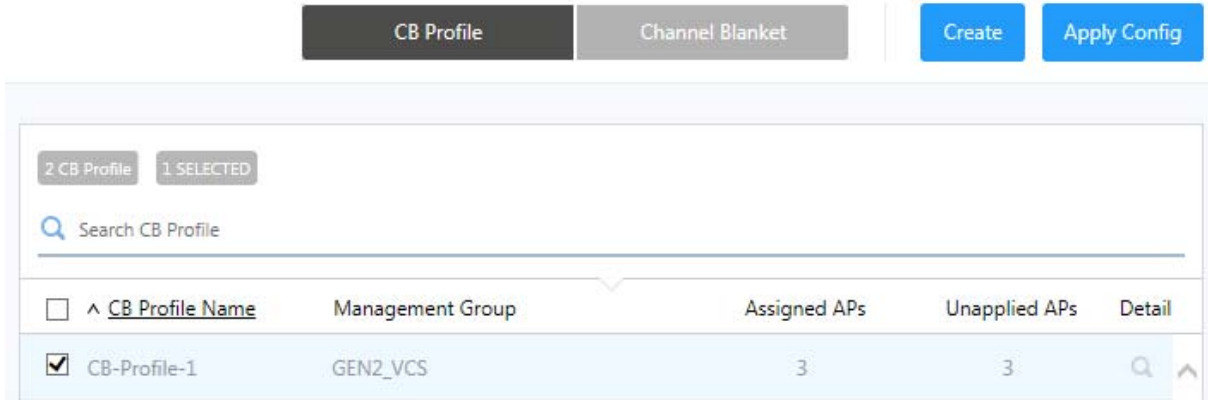 CB Profile Channel Blanket Create Apply Config
2 CB Profile 1 SELECTED
Search CB Profile
CB Profile Name Management Group Assigned APs Unapplied APs Detail
CB-Profile-1 GEN2_VCS 3 3